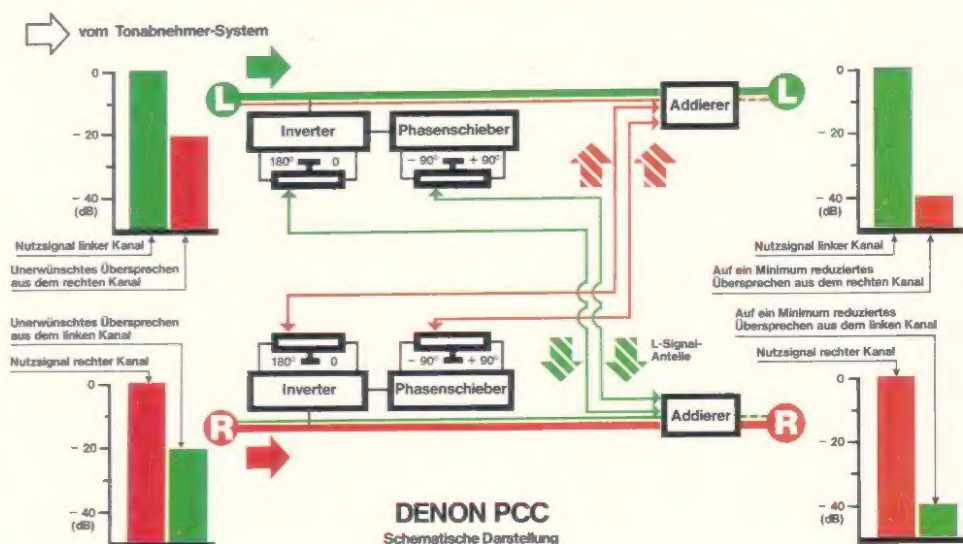 vom Tonabnehmer-System
0
- 20
- 40
(dB)
Nutzsignal linker Kanal
Unerwünschtes Übersprechen
aus dem rechten Kanal
L
Inverter
180° 0
Phasenschieber
- 90° + 90°
Addierer
L
0
- 20
- 40
(dB)
Nutzsignal linker Kanal
Auf ein Minimum reduziertes
Übersprechen aus dem rechten Kanal
Unerwünschtes Übersprechen
aus dem linken Kanal
Nutzsignal rechter Kanal
0
- 20
- 40
(dB)
R
180° 0
Inverter
- 90° + 90°
Phasenschieber
L-Signal-
Anteile
Addierer
R
Auf ein Minimum reduziertes
Übersprechen aus dem linken Kanal
Nutzsignal rechter Kanal
0
- 20
- 40
(dB)
DENON PCC
Schematische Darstellung